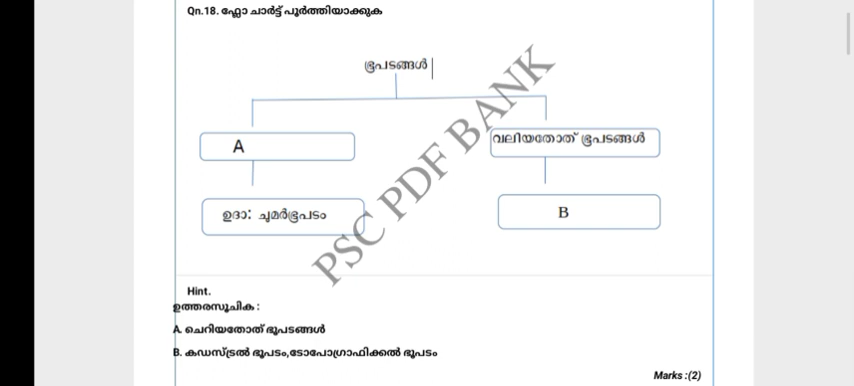 Qn.18. ഫ്ലോ ചാർട്ട് പൂർത്തിയാക്കുക
ഭൂപടങ്ങൾ
A
വലിയതോത് ഭൂപടങ്ങൾ
ഉദാ: ചുമർഭൂപടം
B
PSC PDF BANK
Hint.
ഉത്തരസൂചിക :
A. ചെറിയതോത് ഭൂപടങ്ങൾ
B. കഡസ്ട്രൽ ഭൂപടം,ടോപോഗ്രാഫിക്കൽ ഭൂപടം
Marks :(2)